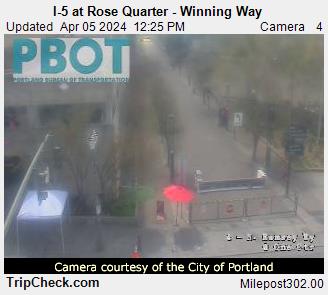 I-5 at Rose Quarter - Winning Way
Updated Apr 05 2024 12:25 PM Camera 4
PBOT
PORTLAND BUREAU OF TRANSPORTATION
Camera courtesy of the City of Portland
TripCheck.com Milepost302.00